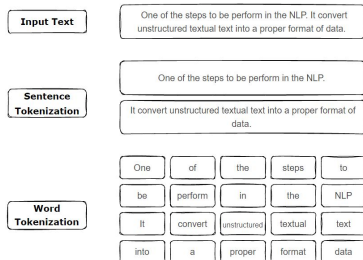 Input Text
One of the steps to be perform in the NLP. It convert
unstructured textual text into a proper format of data.
Sentence
Tokenization
One of the steps to be perform in the NLP.
It convert unstructured textual text into a proper format of
data.
Word
Tokenization
One of the steps to
be perform in the NLP
It convert unstructured textual text
into a proper format data